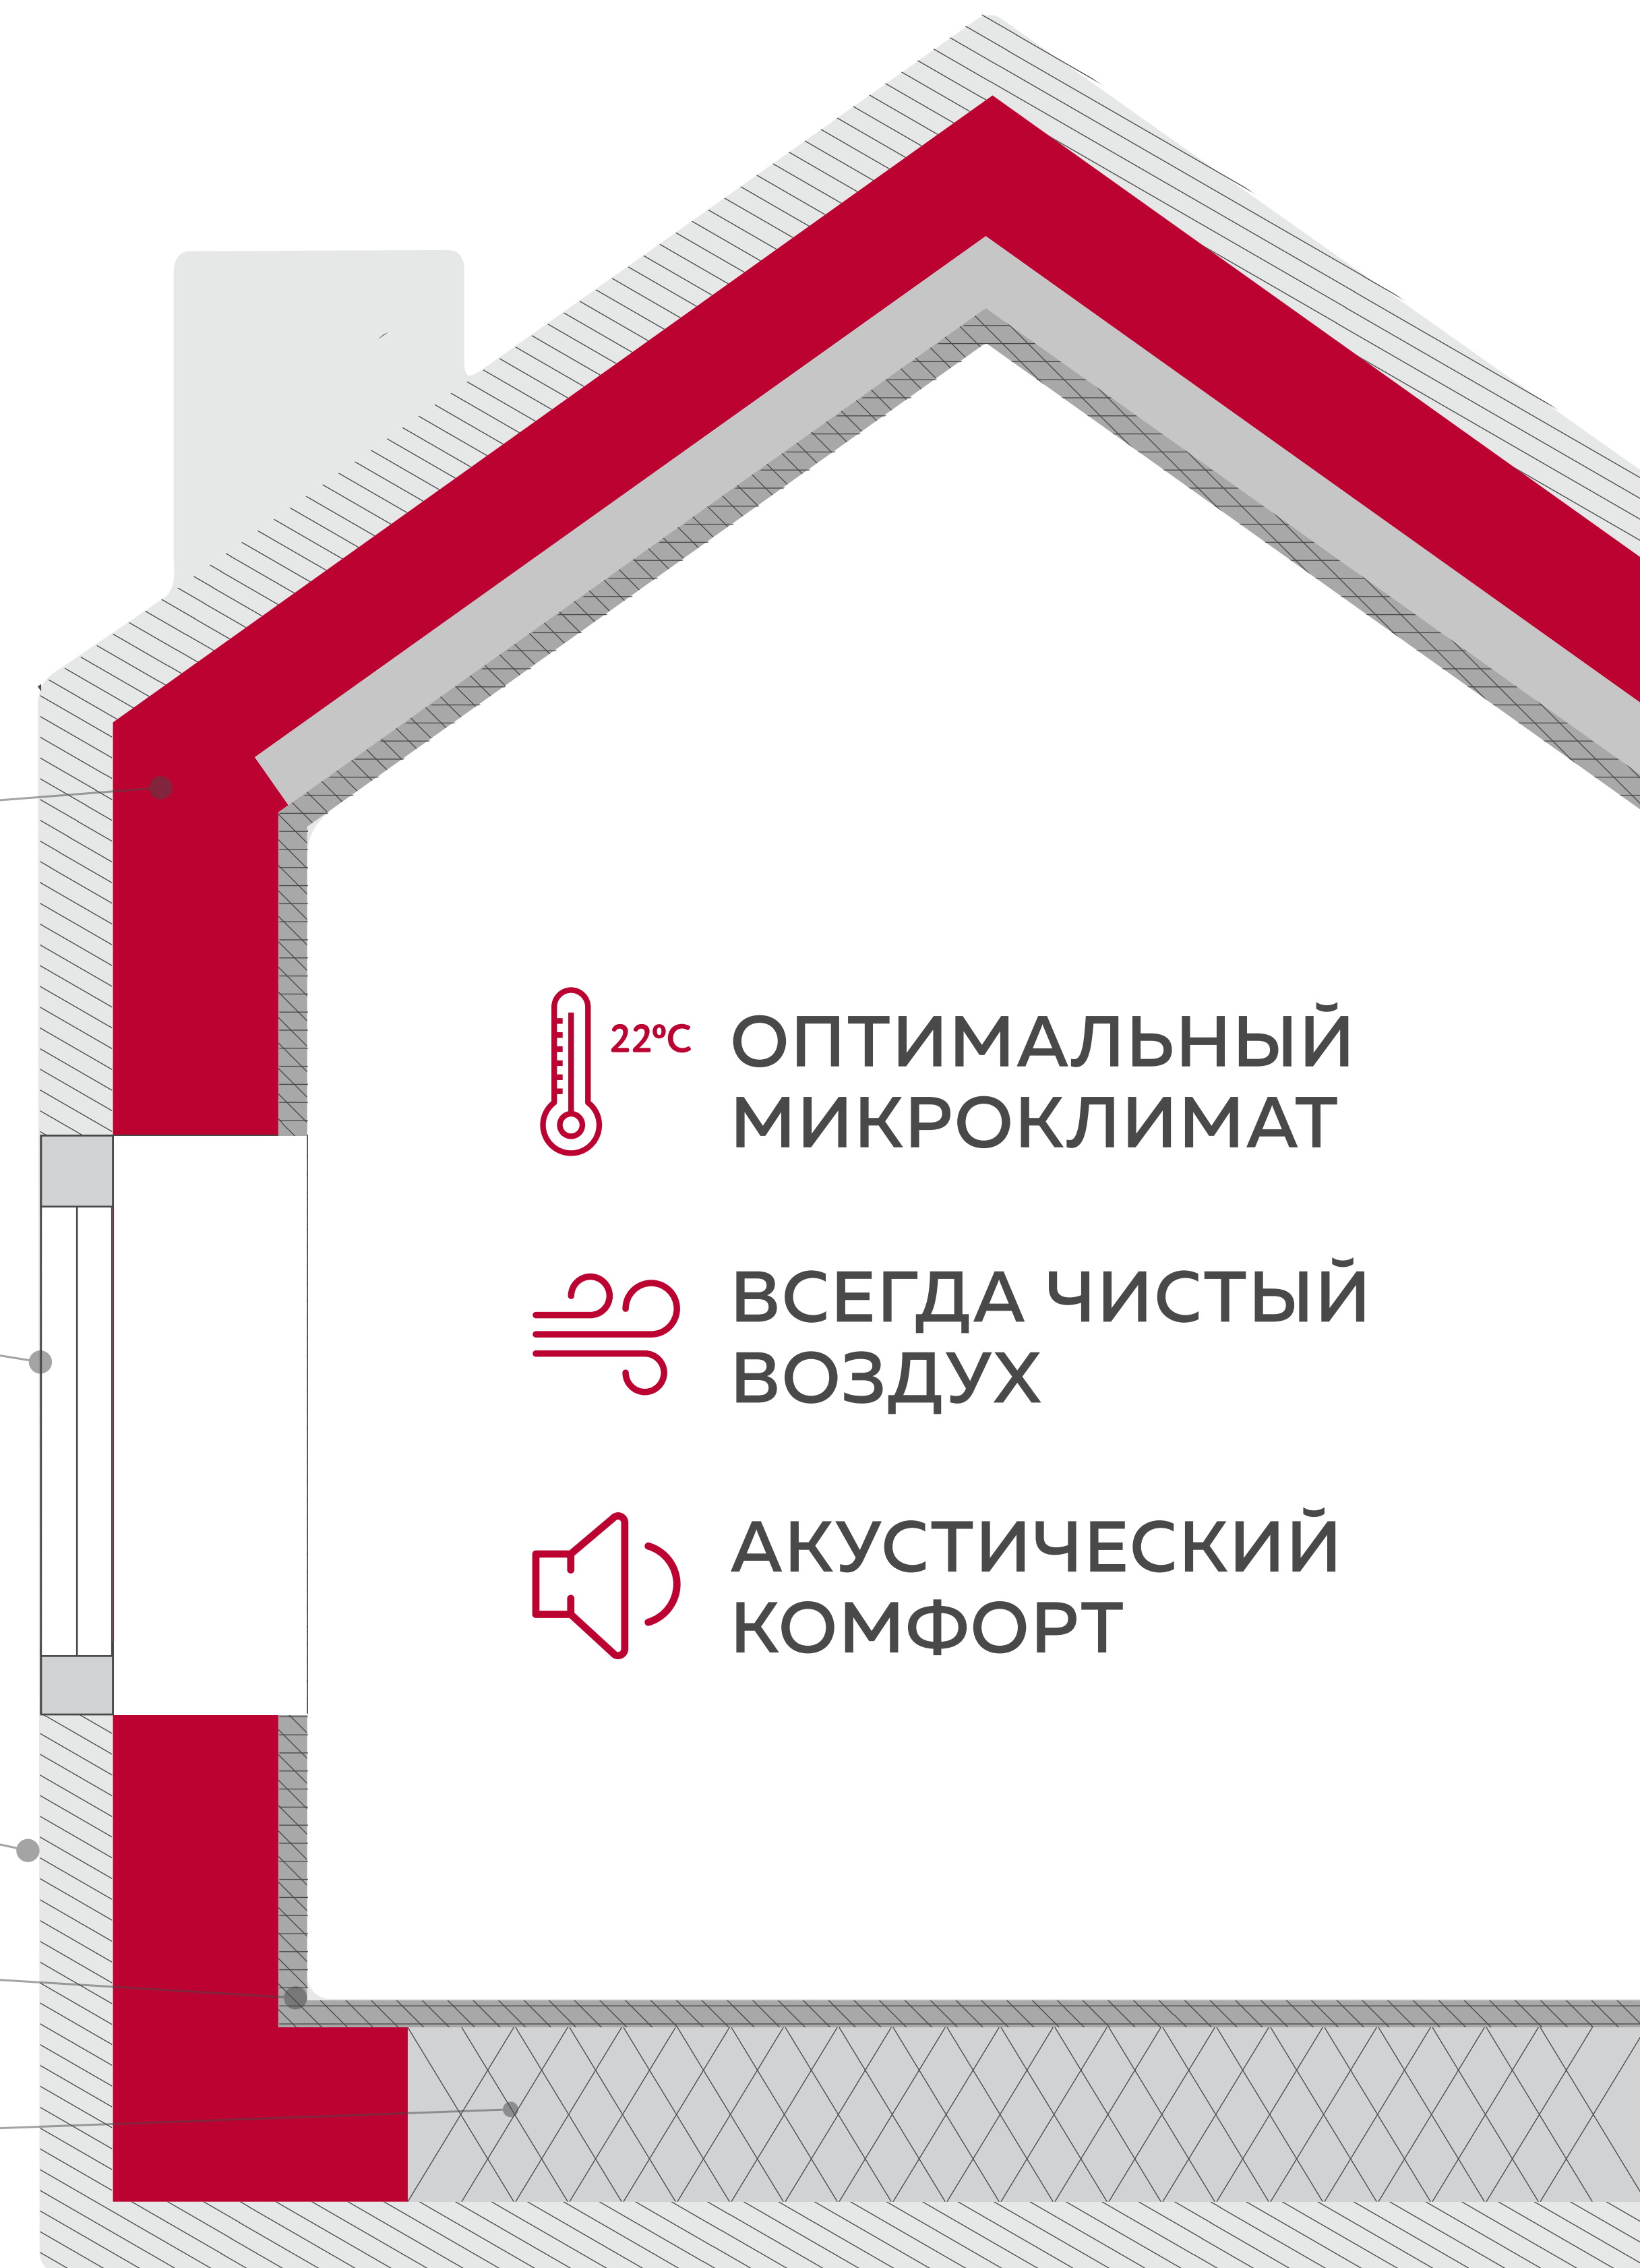 22°C
ОПТИМАЛЬНЫЙ
МИКРОКЛИМАТ
ВСЕГДА ЧИСТЫЙ
ВОЗДУХ
АКУСТИЧЕСКИЙ
КОМФОРТ